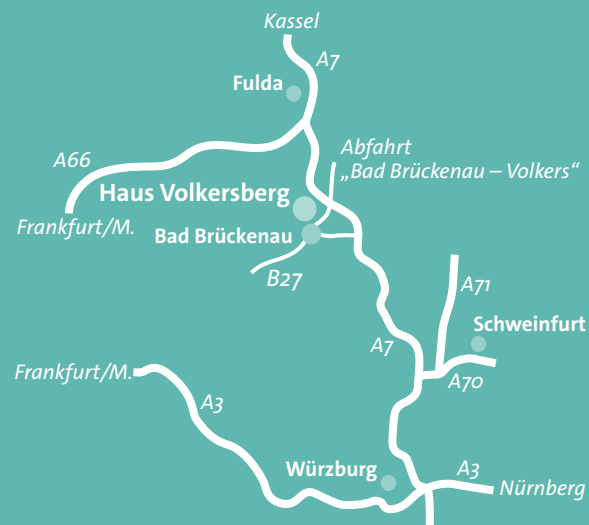 Kassel
A7
Fulda
Abfahrt
„Bad Brückenau – Volkers“
A66
Haus Volkersberg
Frankfurt/M.
Bad Brückenau
B27
A71
Schweinfurt
A7
Frankfurt/M.
A70
A3
Würzburg
A3
Nürnberg